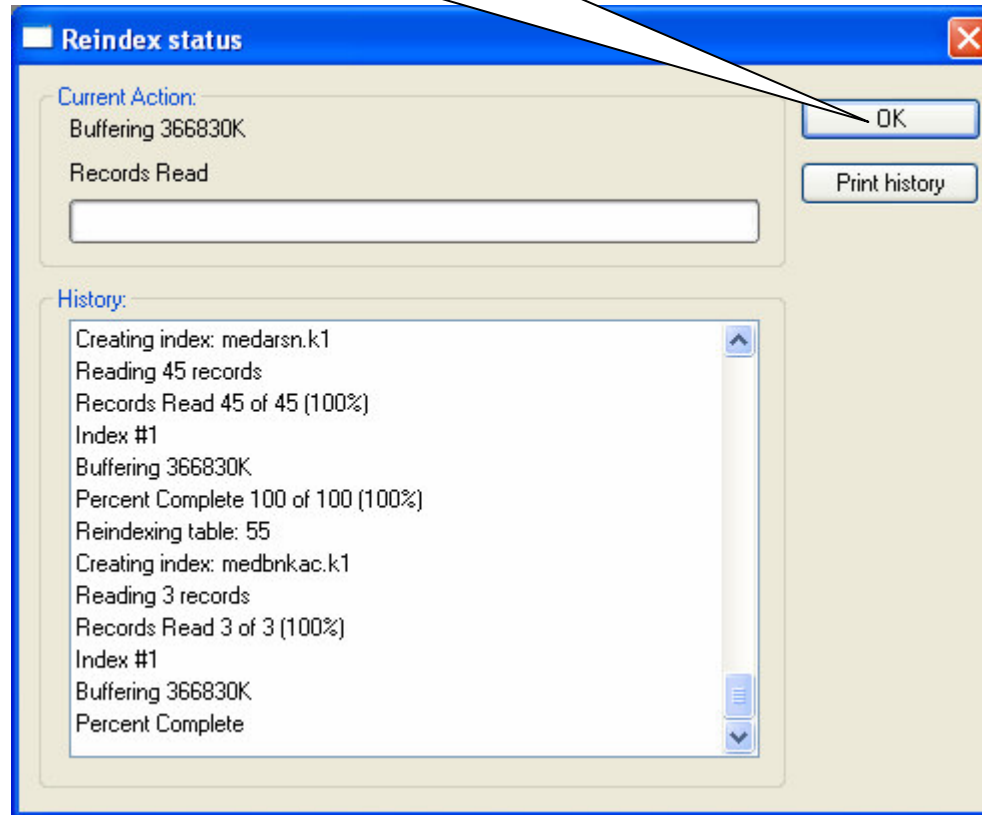 Reindex status
Current Action:
Buffering 366830K
OK
Records Read
Print history
History:
Creating index: medarsn.k1
Reading 45 records
Records Read 45 of 45 (100%)
Index #1
Buffering 366830K
Percent Complete 100 of 100 (100%)
Reindexing table: 55
Creating index: medbnkac.k1
Reading 3 records
Records Read 3 of 3 (100%)
Index #1
Buffering 366830K
Percent Complete